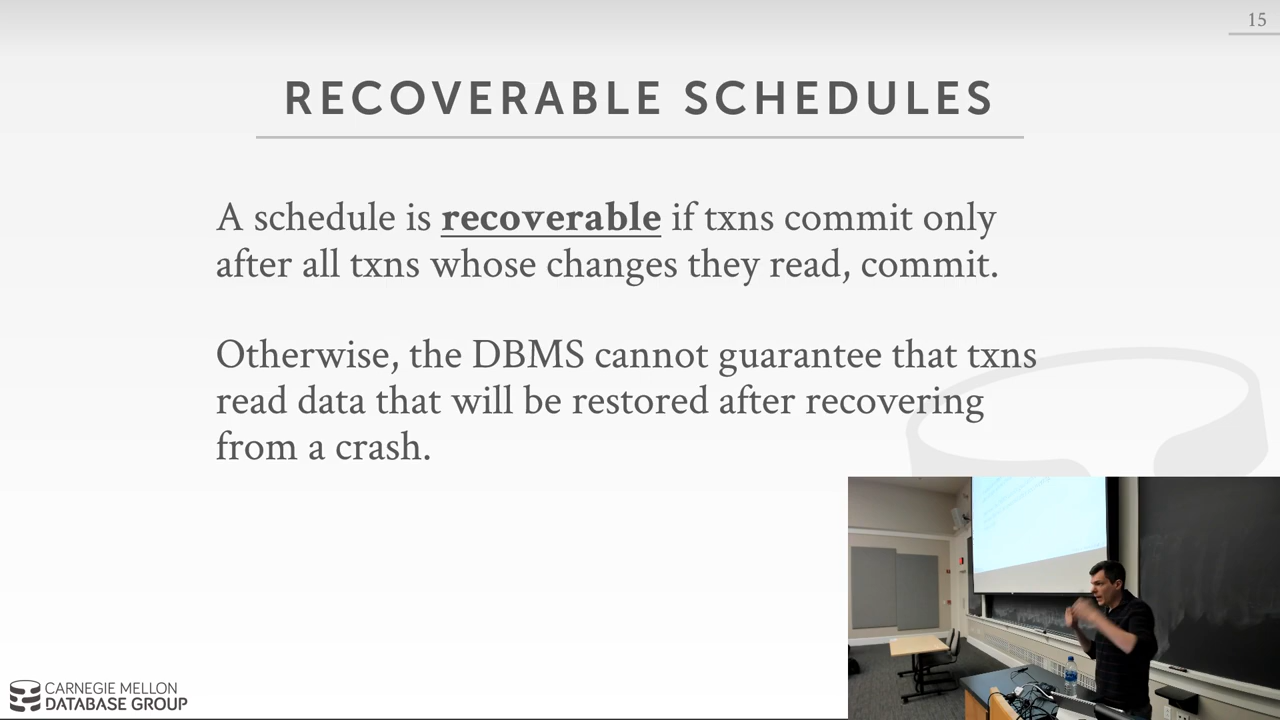 15
RECOVERABLE SCHEDULES
A schedule is recoverable if txns commit only
after all txns whose changes they read, commit.
Otherwise, the DBMS cannot guarantee that txns
read data that will be restored after recovering
from a crash.
CARNEGIE MELLON
DATABASE GROUP